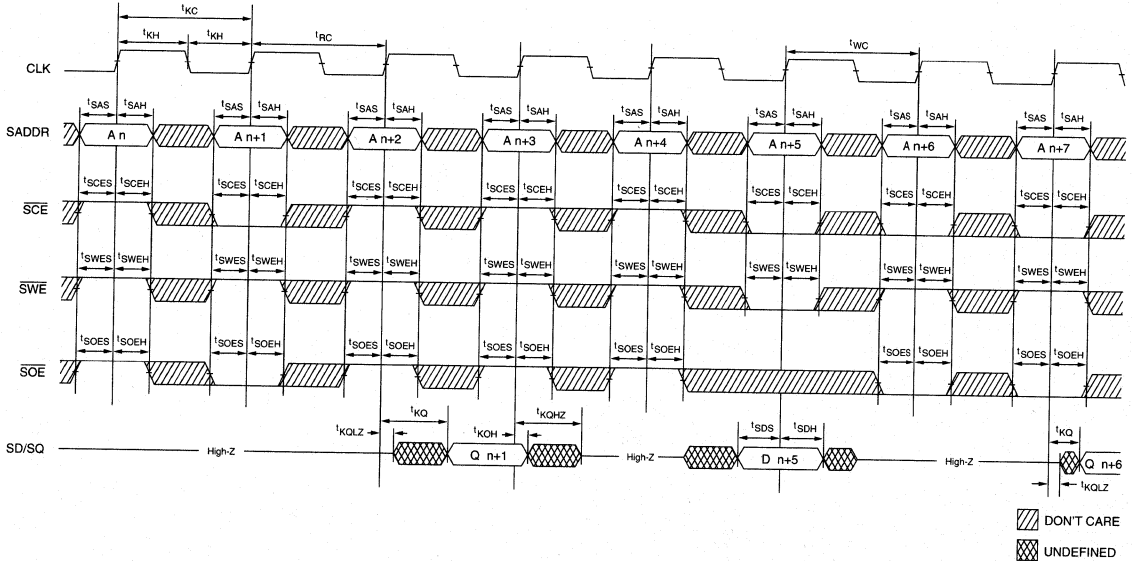 tKC
tKH tKH tRC tWC
CLK
tSAS tSAH tSAS tSAH tSAS tSAH tSAS tSAH tSAS tSAH tSAS tSAH tSAS tSAH tSAS tSAH
SADDR A n A n+1 A n+2 A n+3 A n+4 A n+5 A n+6 A n+7
tSCES tSCEH tSCES tSCEH tSCES tSCEH tSCES tSCEH tSCES tSCEH tSCES tSCEH tSCES tSCEH tSCES tSCEH
SCE
tSWES tSWEH tSWES tSWEH tSWES tSWEH tSWES tSWEH tSWES tSWEH tSWES tSWEH tSWES tSWEH tSWES tSWEH
SWE
tSOES tSOEH tSOES tSOEH tSOES tSOEH tSOES tSOEH tSOES tSOEH tSOES tSOEH tSOES tSOEH
SOE
tKQ tKQHZ
tKQLZ tKOH tSDS tSDH tKQ
SD/SQ High-Z Q n+1 High-Z D n+5 High-Z Q n+6
tKQLZ
DON'T CARE
UNDEFINED